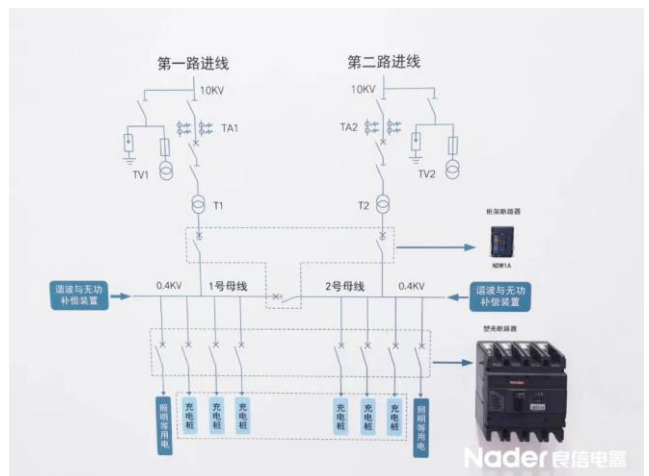 第一路进线
第二路进线
10KV
10KV
TA1
TA2
TV1
TV2
T1
T2
框架断路器
NDW1A
谐波与无功
补偿装置
0.4KV
1号母线
2号母线
0.4KV
谐波与无功
补偿装置
塑壳断路器
照明等用电
充电桩
充电桩
充电桩
充电桩
充电桩
充电桩
照明等用电
Nader
Nader 良信电器